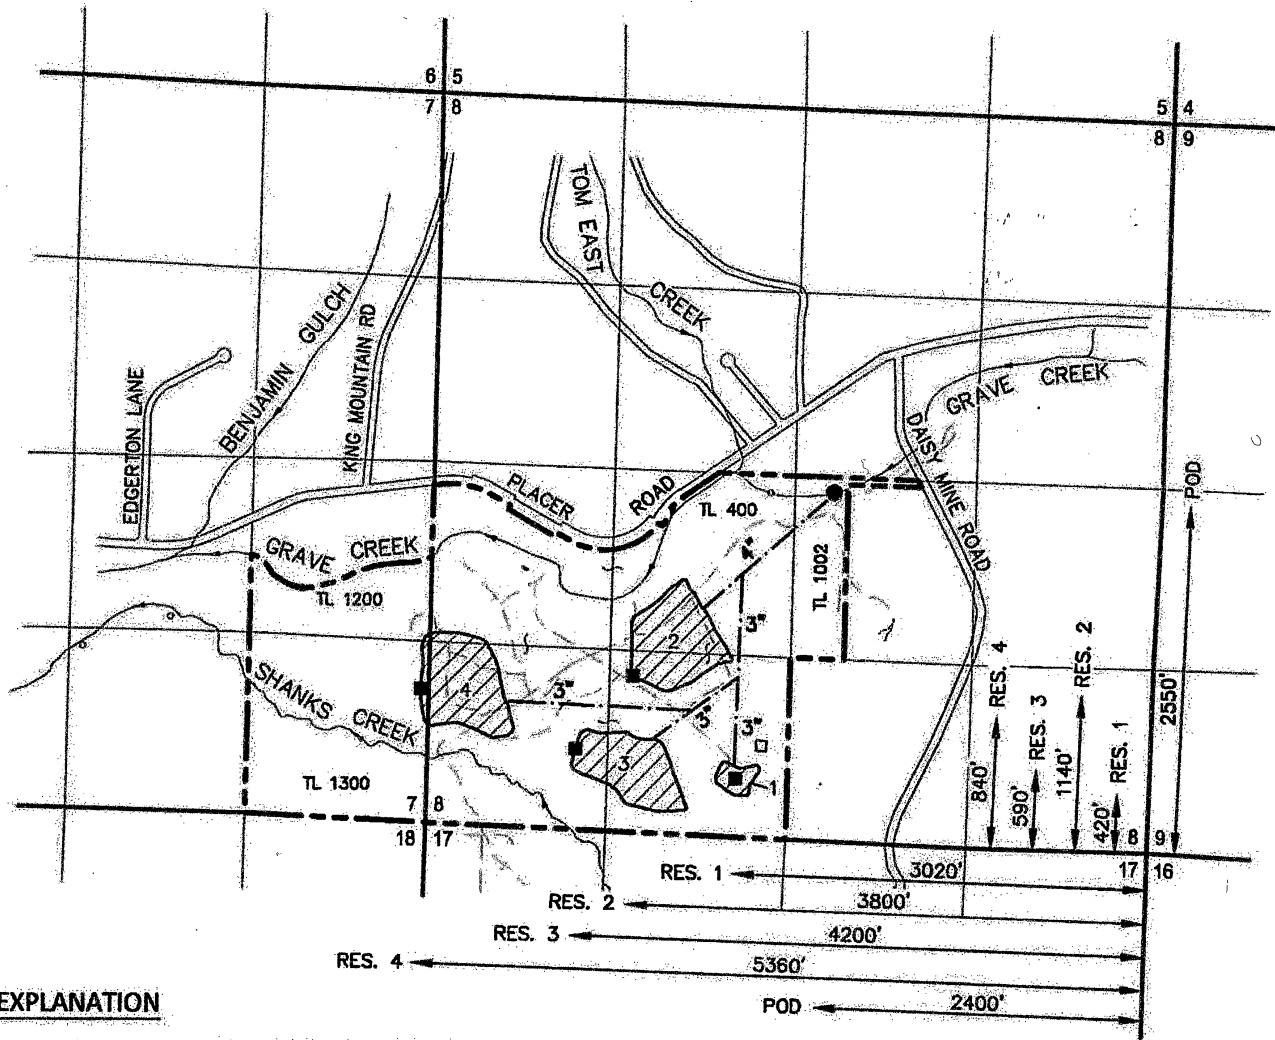 6 5
7 8
5 4
8 9
TOM EAST
CREEK
BENJAMIN GULCH
KING MOUNTAIN RD
EDGERTON LANE
GRAVE CREEK
DAISY MINE ROAD
PLACER ROAD
TL 400
GRAVE CREEK
TL 1200
TL 1002
4"
3"
2
SHANKS CREEK
4
3"
3"
3"
3
1
TL 1300
7 8
18 17
POD
2550'
RES. 4
840'
RES. 3
590'
RES. 2
1140'
RES. 1
420'
8 9
17 16
RES. 1 3020'
RES. 2 3800'
RES. 3 4200'
RES. 4 5360'
POD 2400'
EXPLANATION